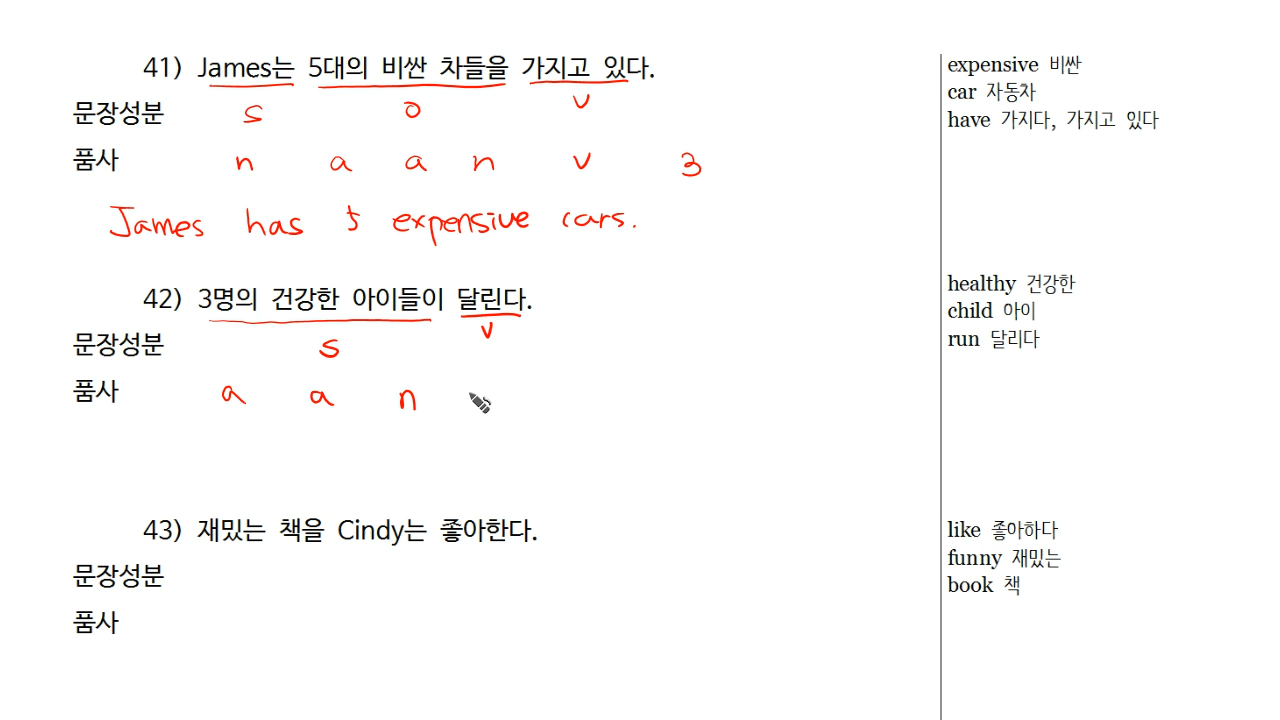 41) James는 5대의 비싼 차들을 가지고 있다.
문장성분 s o v
품사 n a a n v 3
James has 5 expensive cars.
42) 3명의 건강한 아이들이 달린다.
문장성분 s v
품사 a a n
43) 재밌는 책을 Cindy는 좋아한다.
문장성분
품사
expensive 비싼
car 자동차
have 가지다, 가지고 있다
healthy 건강한
child 아이
run 달리다
like 좋아하다
funny 재밌는
book 책